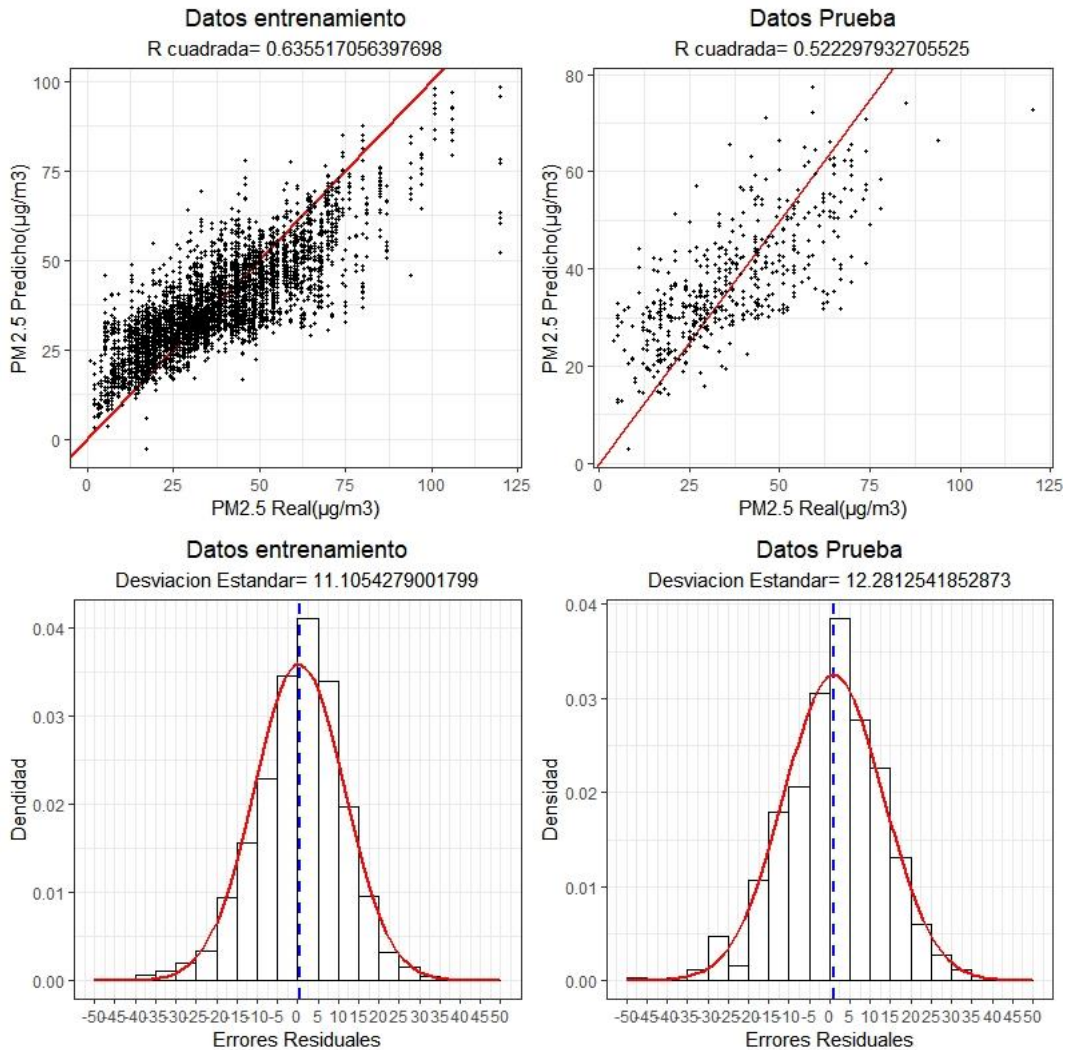 Datos entrenamiento
R cuadrada= 0.635517056397698
100
75
50
25
0
PM2.5 Predicho(µg/m3)
0 25 50 75 100 125
PM2.5 Real(µg/m3)
Datos Prueba
R cuadrada= 0.522297932705525
80
60
40
20
0
PM2.5 Predicho(µg/m3)
0 25 50 75 100 125
PM2.5 Real(µg/m3)
Datos entrenamiento
Desviacion Estandar= 11.1054279001799
0.04
0.03
0.02
0.01
0.00
Dendidad
-50-45-40-35-30-25-20-15-10 -5 0 5 10 15 20 25 30 35 40 45 50
Errores Residuales
Datos Prueba
Desviacion Estandar= 12.2812541852873
0.04
0.03
0.02
0.01
0.00
Densidad
-50-45-40-35-30-25-20-15-10 -5 0 5 10 15 20 25 30 35 40 45 50
Errores Residuales